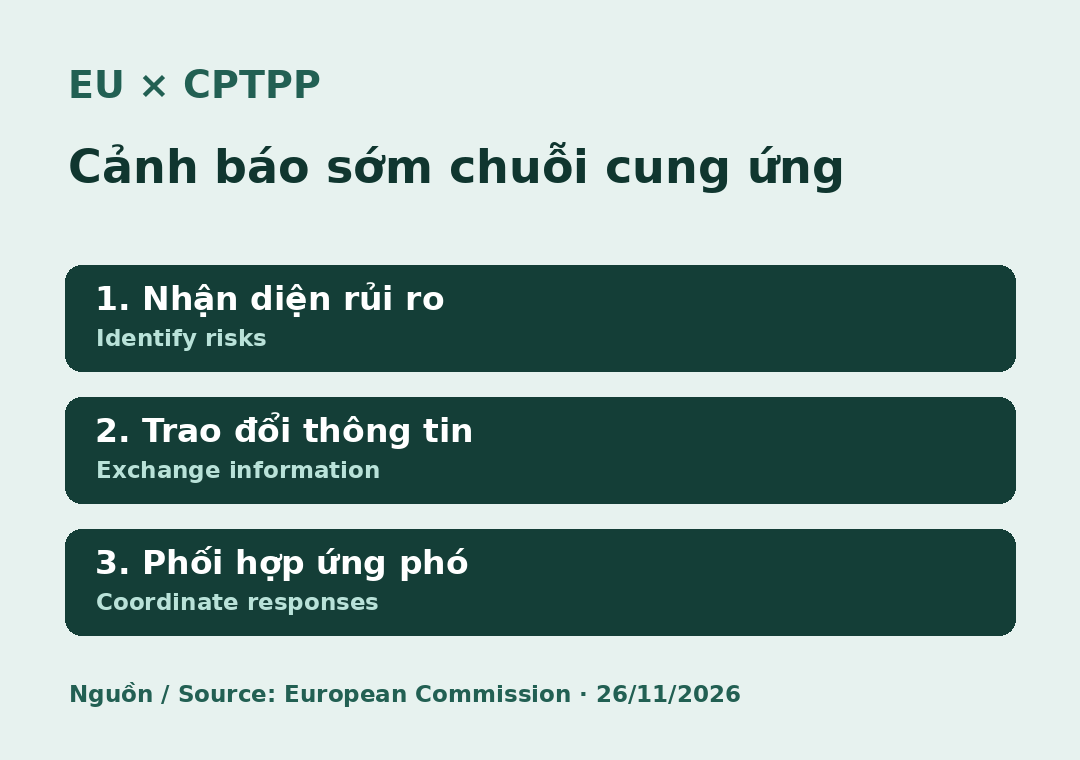 EU × CPTPP
Cảnh báo sớm chuỗi cung ứng
1. Nhận diện rủi ro
Identify risks
2. Trao đổi thông tin
Exchange information
3. Phối hợp ứng phó
Coordinate responses
Nguồn / Source: European Commission · 26/11/2026